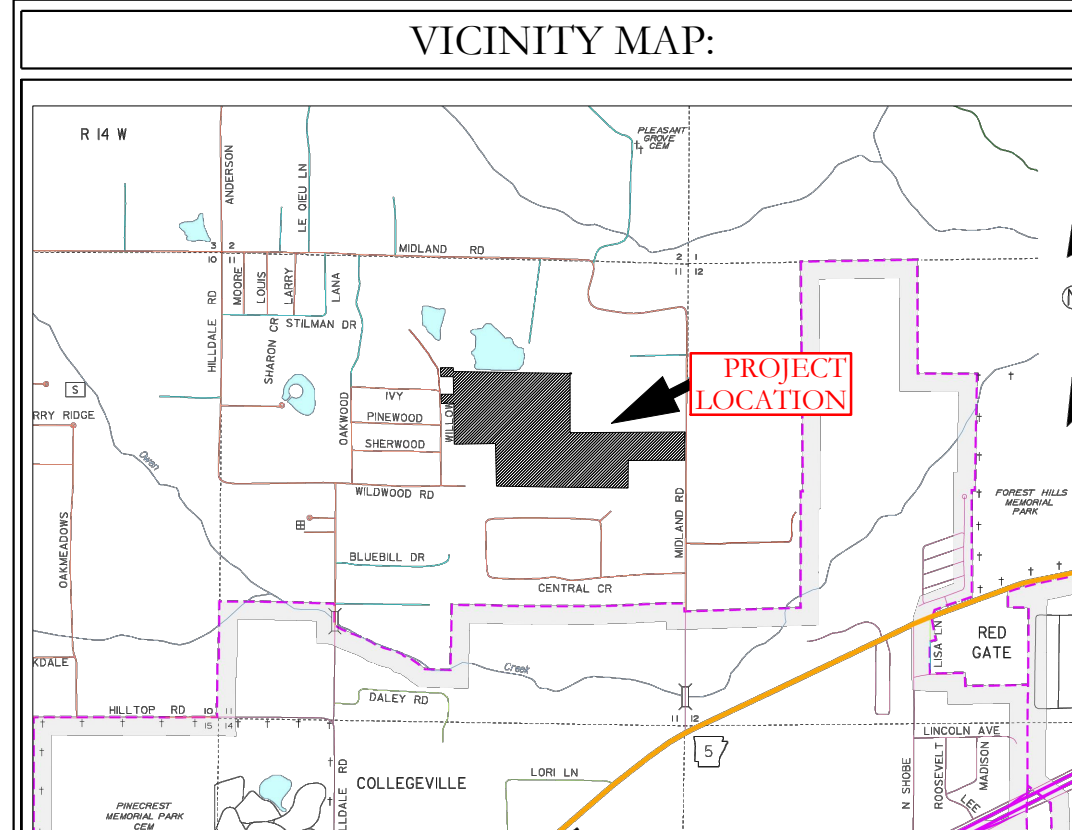 VICINITY MAP:
R 14 W
PLEASANT
GROVE
CEM
ANDERSON
LE QIEU LN
3 2
10 11
MIDLAND RD
2 1
11 12
HILLDALE RD
MOORE
LOUIS
LARRY
LANA
STILMAN DR
SHARON CR
N
S
RRY RIDGE
OAKWOOD
IVY
PINEWOOD
SHERWOOD
WILLOW
PROJECT
LOCATION
Owen
WILDWOOD RD
OAKMEADOWS
MIDLAND RD
FOREST HILLS
MEMORIAL
PARK
BLUEBILL DR
CENTRAL CR
LISA LN
RED
GATE
KDALE
Creek
DALEY RD
HILLTOP RD
10 11
15 14
11 12
5
LINCOLN AVE
COLLEGEVILLE
LORI LN
LLDALE RD
N SHOBE
ROOSEVELT
MADISON
LEE
PINECREST
MEMORIAL PARK
CEM